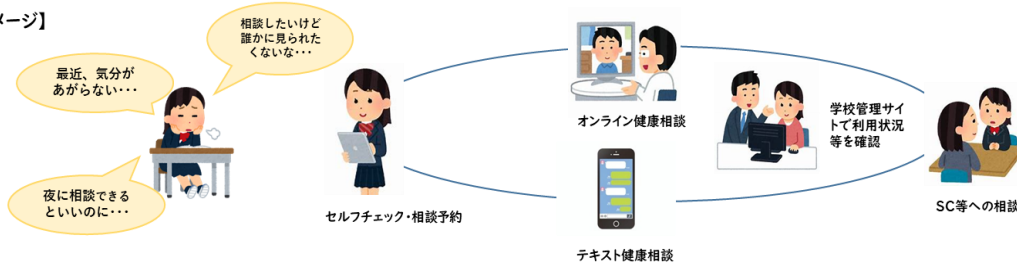 メージ】
相談したいけど
誰かに見られた
くないな・・・
最近、気分が
あがらない・・・
夜に相談できる
といいのに・・・
セルフチェック・相談予約
オンライン健康相談
テキスト健康相談
学校管理サイ
トで利用状況
等を確認
SC等への相談